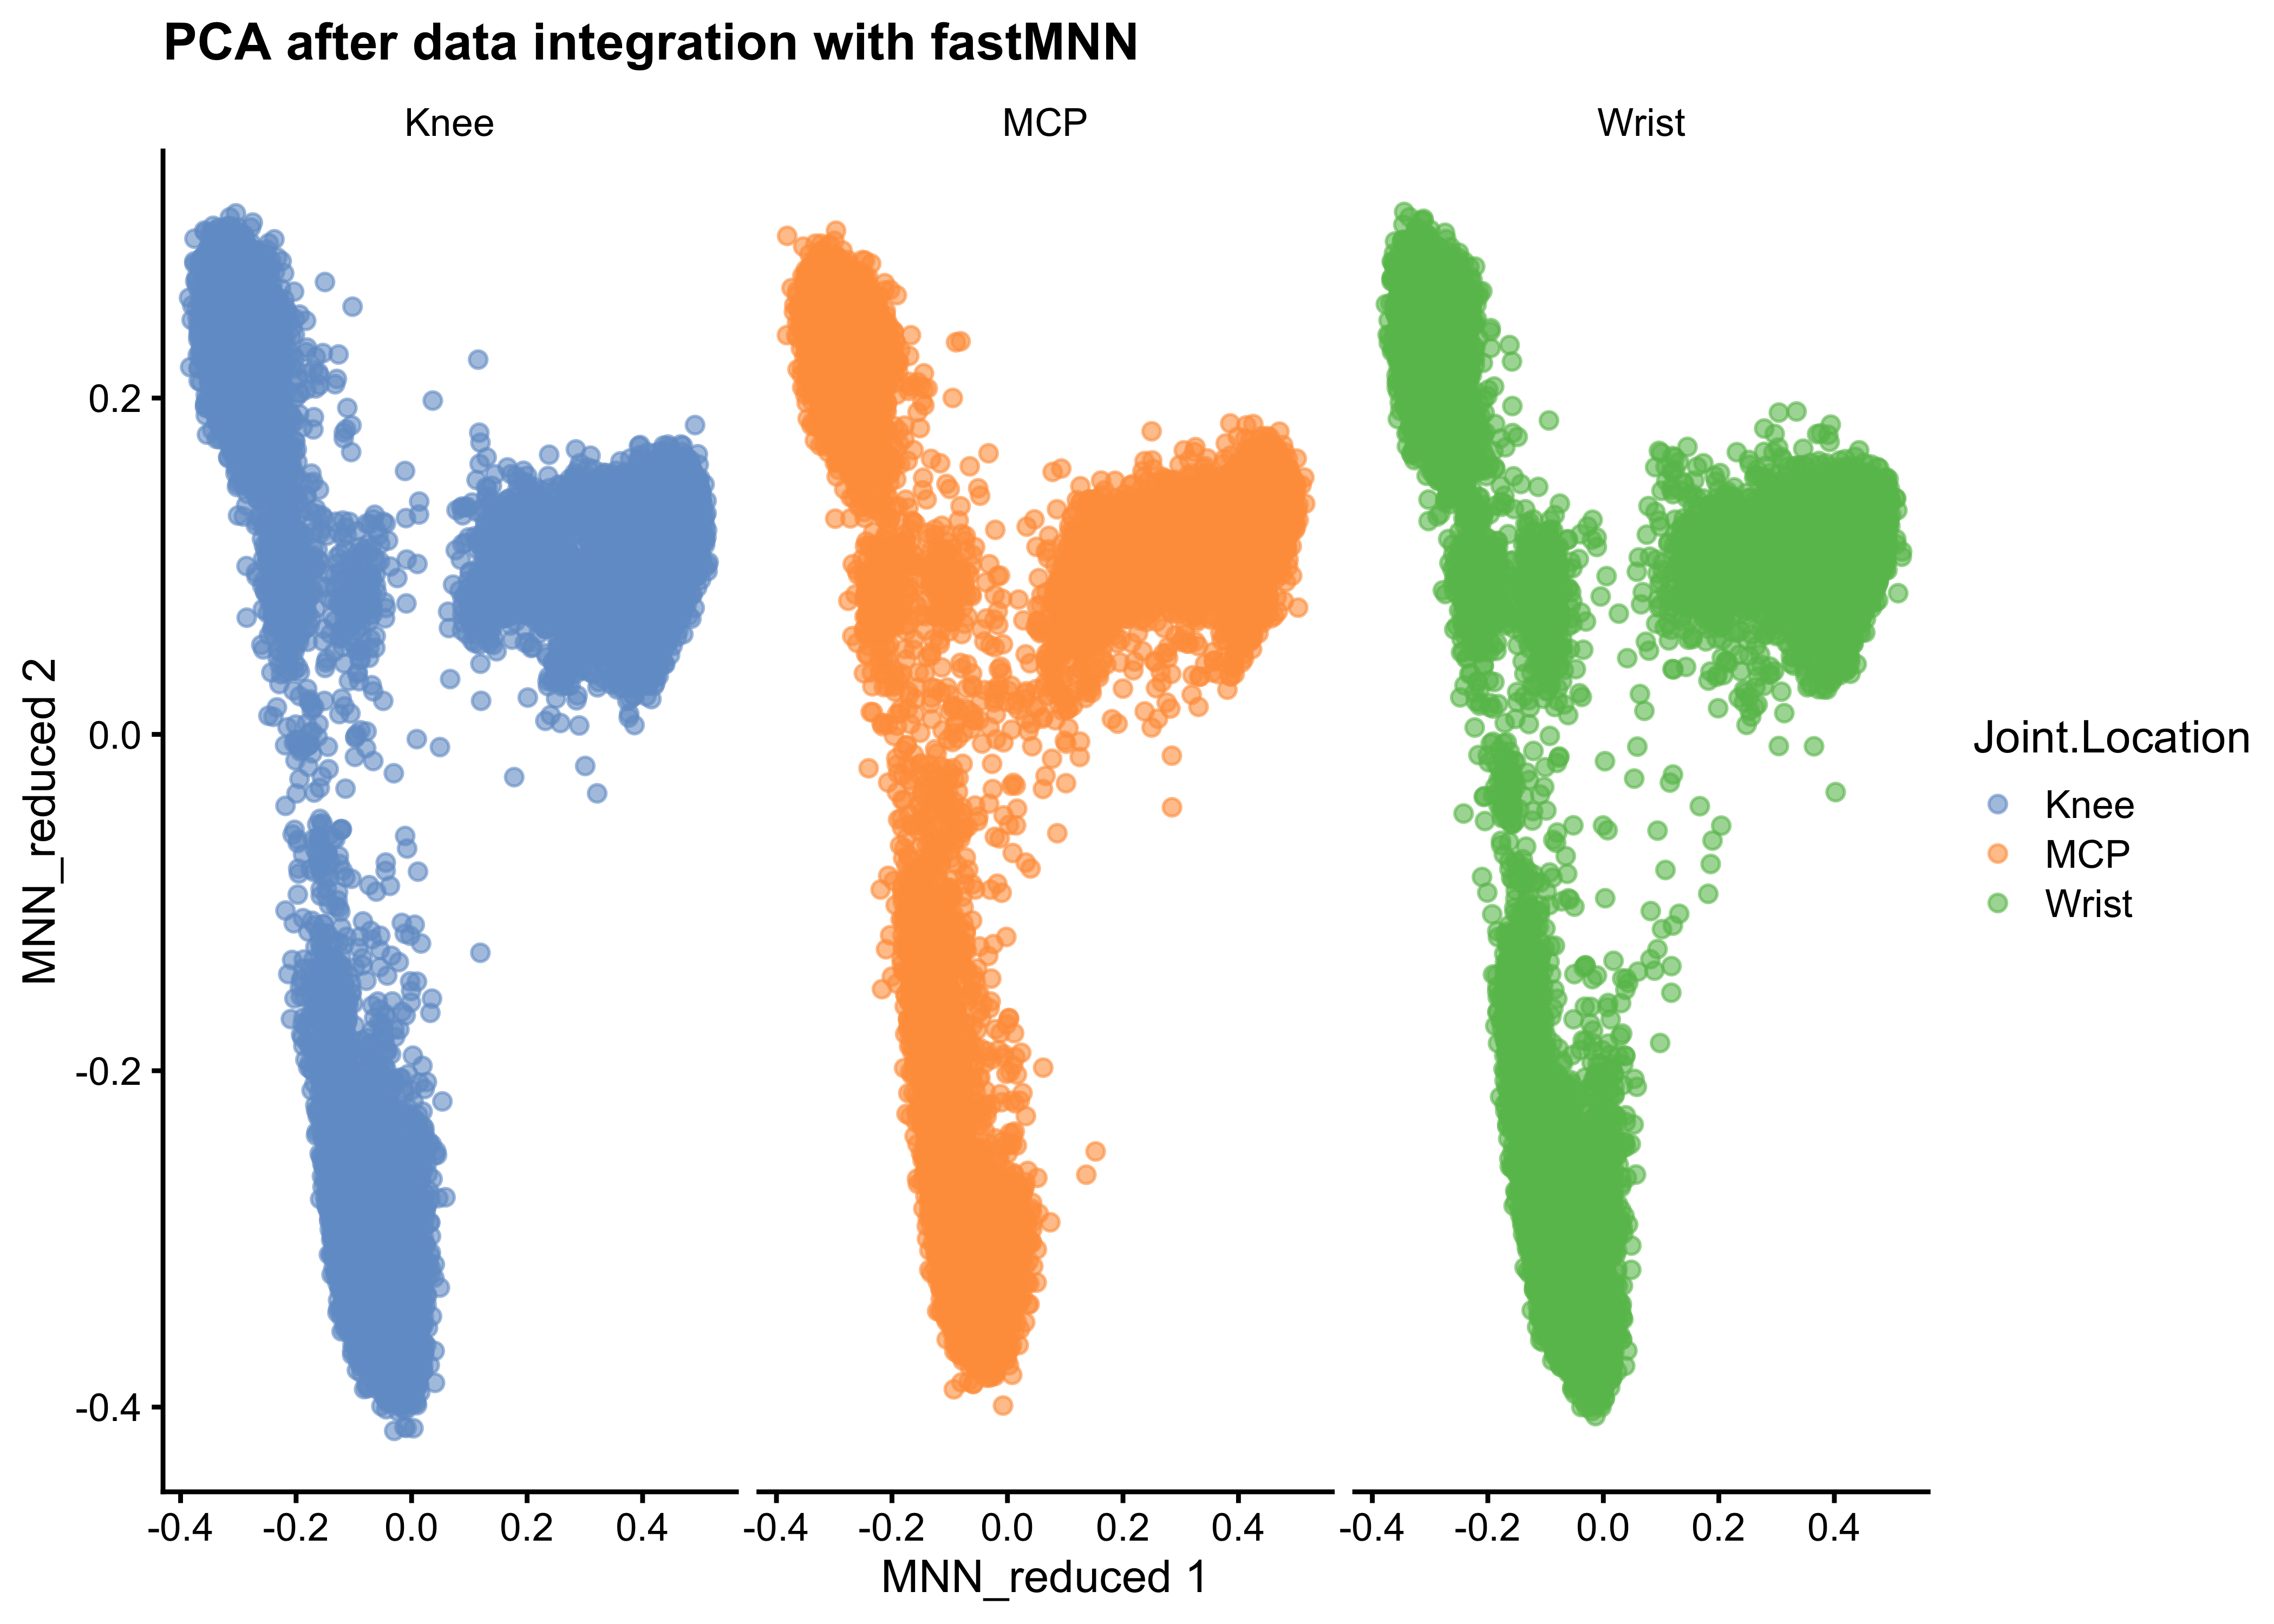 PCA after data integration with fastMNN
Knee MCP Wrist
0.2
0.0
-0.2
-0.4
MNN_reduced 2
-0.4 -0.2 0.0 0.2 0.4 -0.4 -0.2 0.0 0.2 0.4 -0.4 -0.2 0.0 0.2 0.4
MNN_reduced 1
Joint.Location
Knee
MCP
Wrist